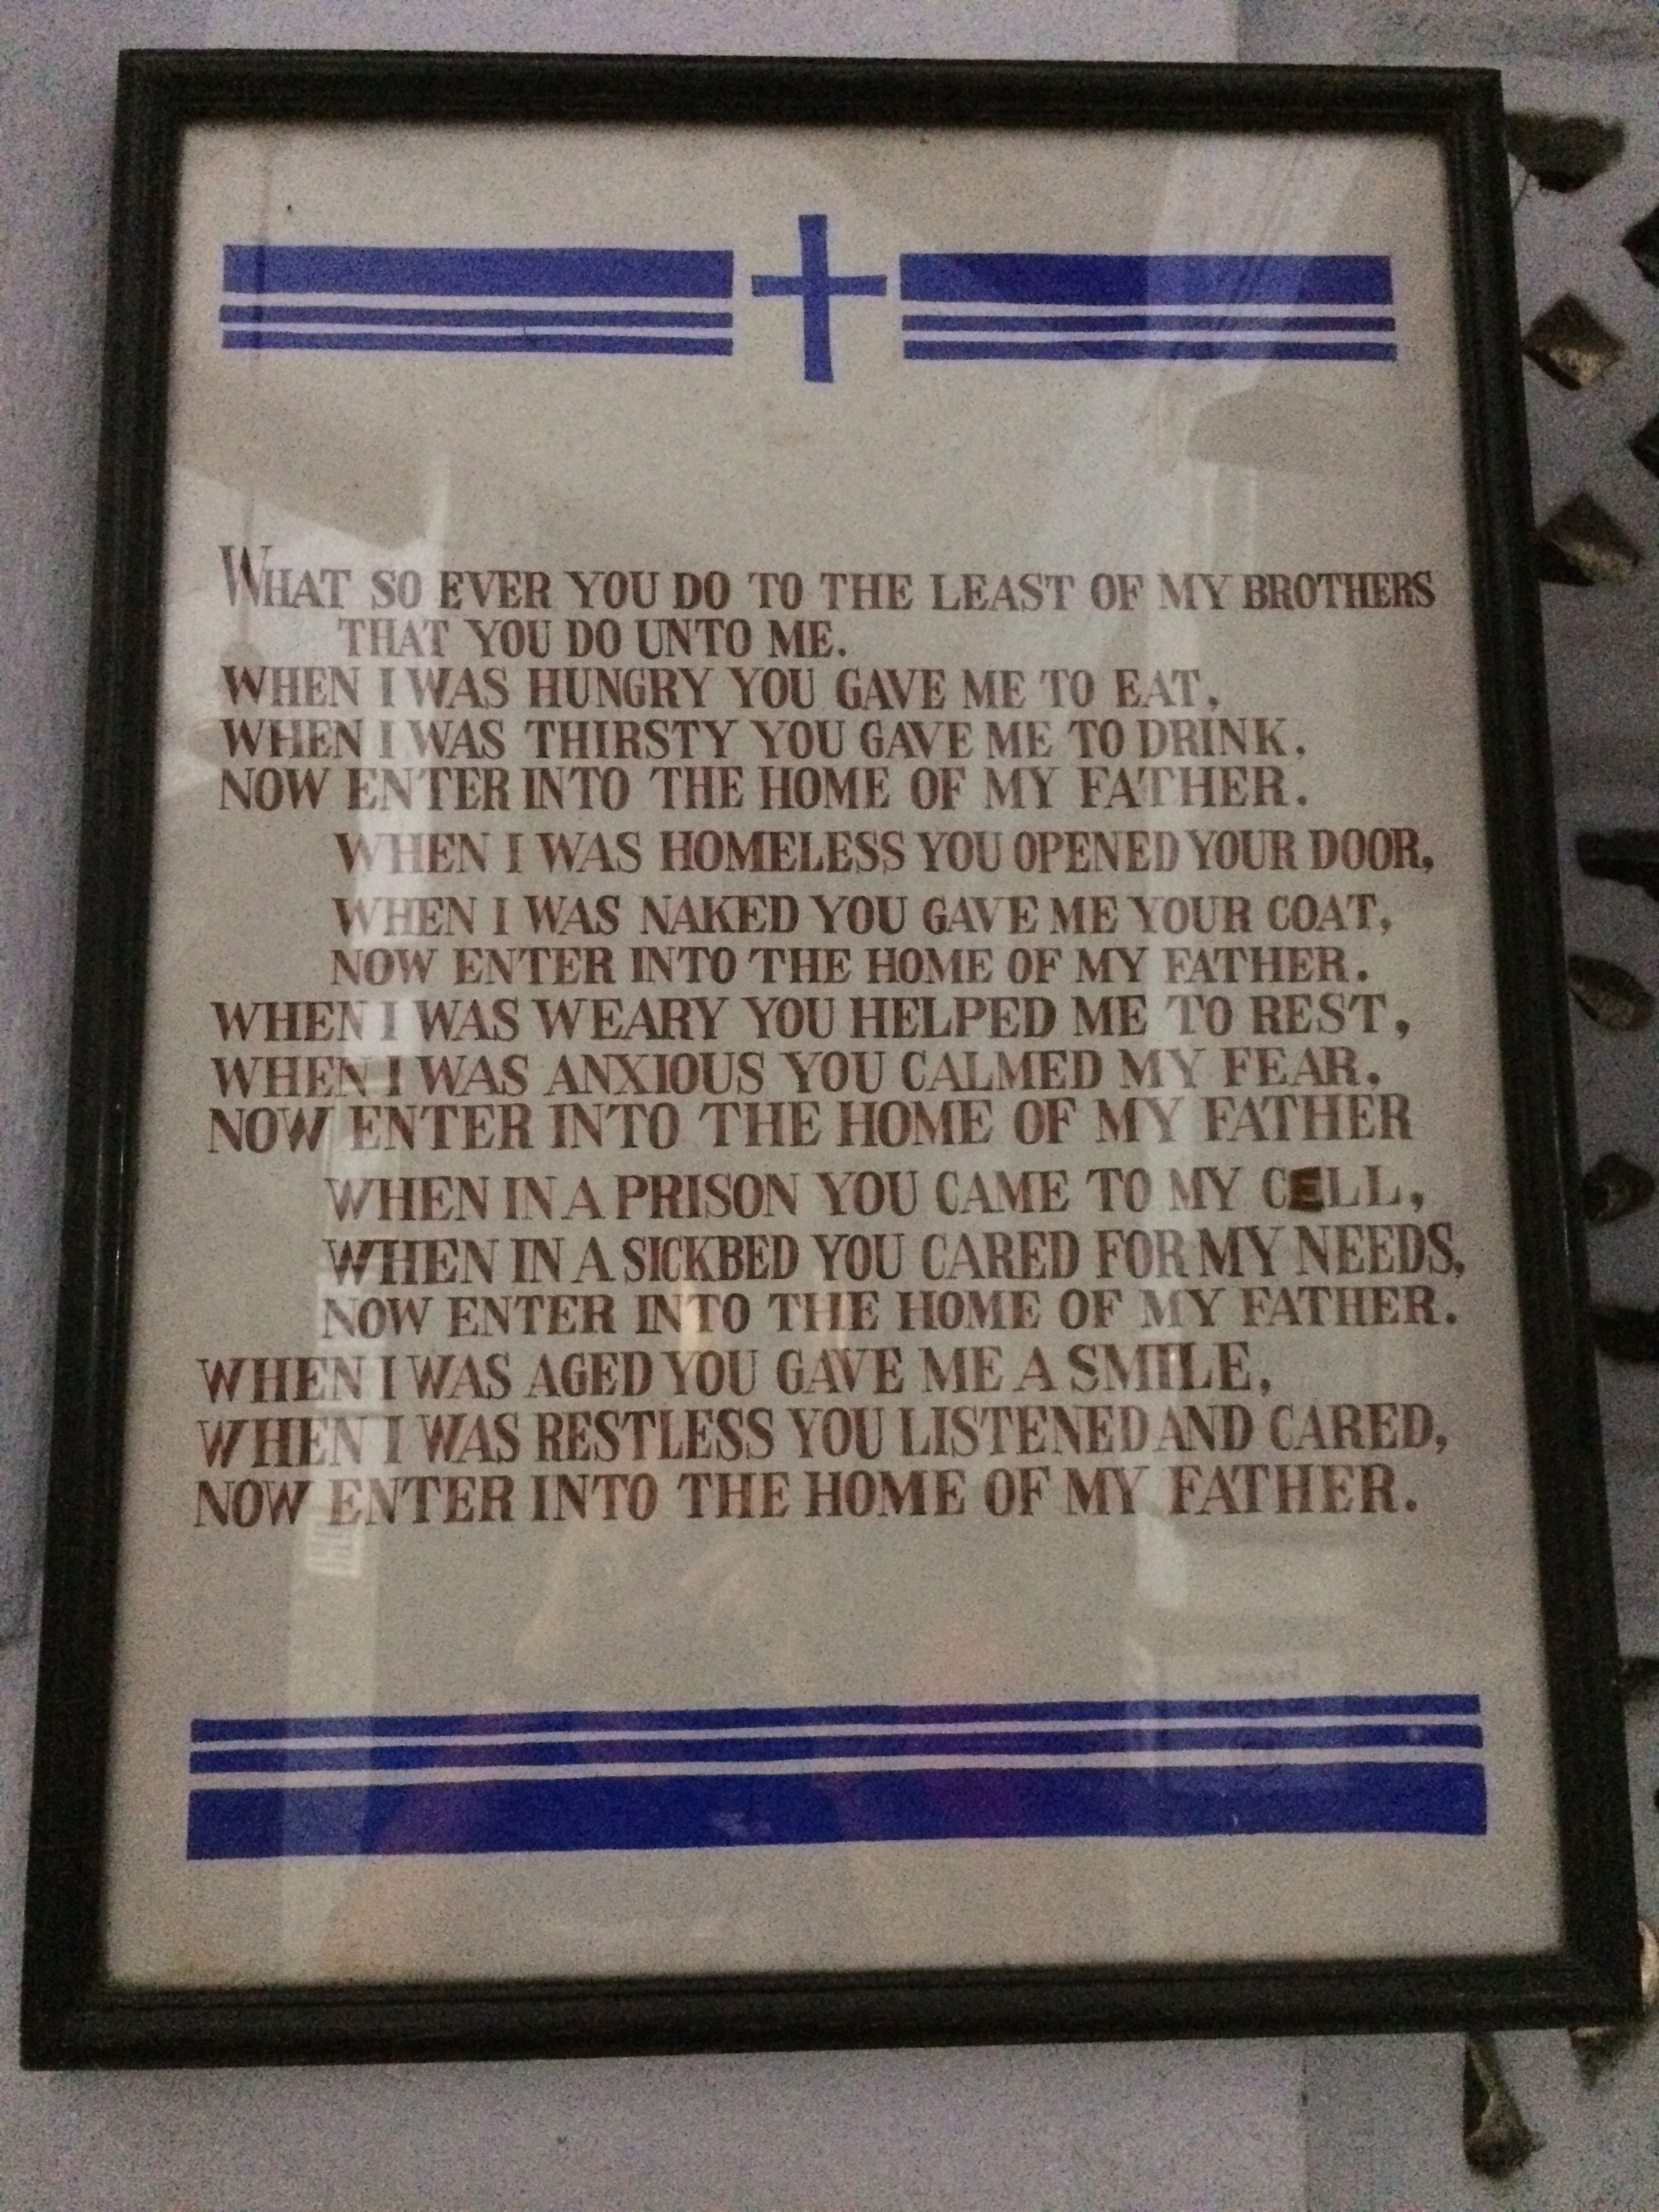 WHAT SO EVER YOU DO TO THE LEAST OF MY BROTHERS
THAT YOU DO UNTO ME.
WHEN I WAS HUNGRY YOU GAVE ME TO EAT,
WHEN I WAS THIRSTY YOU GAVE ME TO DRINK.
NOW ENTER INTO THE HOME OF MY FATHER.
WHEN I WAS HOMELESS YOU OPENED YOUR DOOR,
WHEN I WAS NAKED YOU GAVE ME YOUR COAT,
NOW ENTER INTO THE HOME OF MY FATHER.
WHEN I WAS WEARY YOU HELPED ME TO REST,
WHEN I WAS ANXIOUS YOU CALMED MY FEAR.
NOW ENTER INTO THE HOME OF MY FATHER
WHEN IN A PRISON YOU CAME TO MY CELL,
WHEN IN A SICKBED YOU CARED FOR MY NEEDS,
NOW ENTER INTO THE HOME OF MY FATHER.
WHEN I WAS AGED YOU GAVE ME A SMILE,
WHEN I WAS RESTLESS YOU LISTENED AND CARED,
NOW ENTER INTO THE HOME OF MY FATHER.